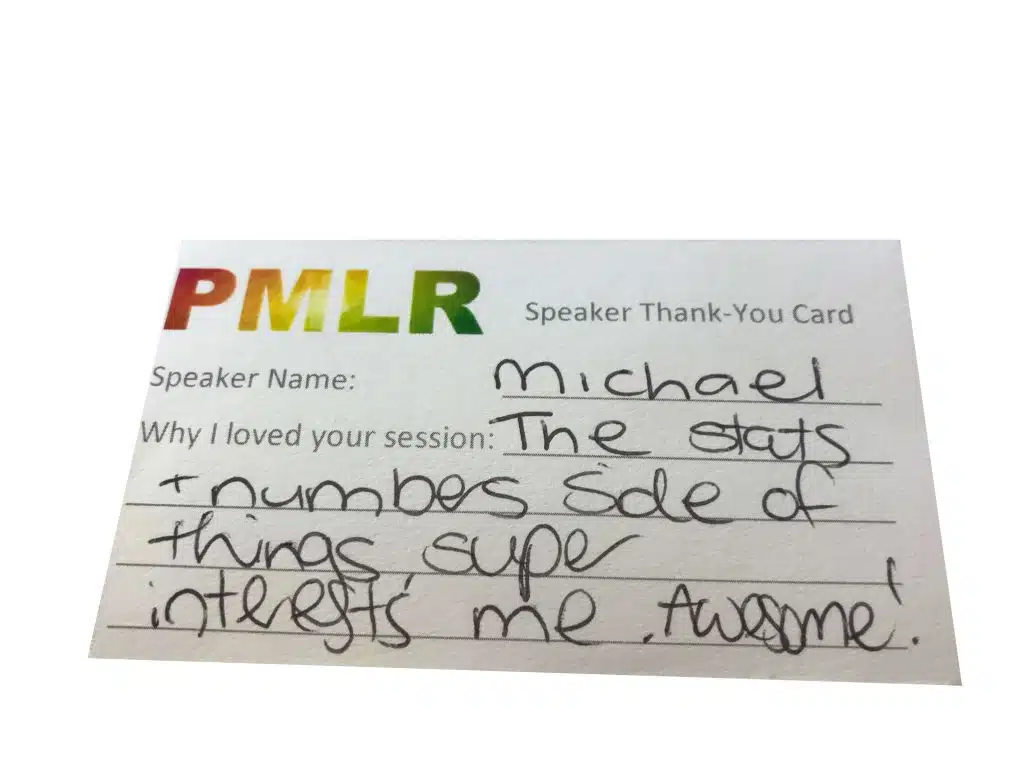 PMLR
Speaker Thank-You Card
Speaker Name: Michael
Why I loved your session: The stats
+ numbers Side of
things super
interests me. Awesome!